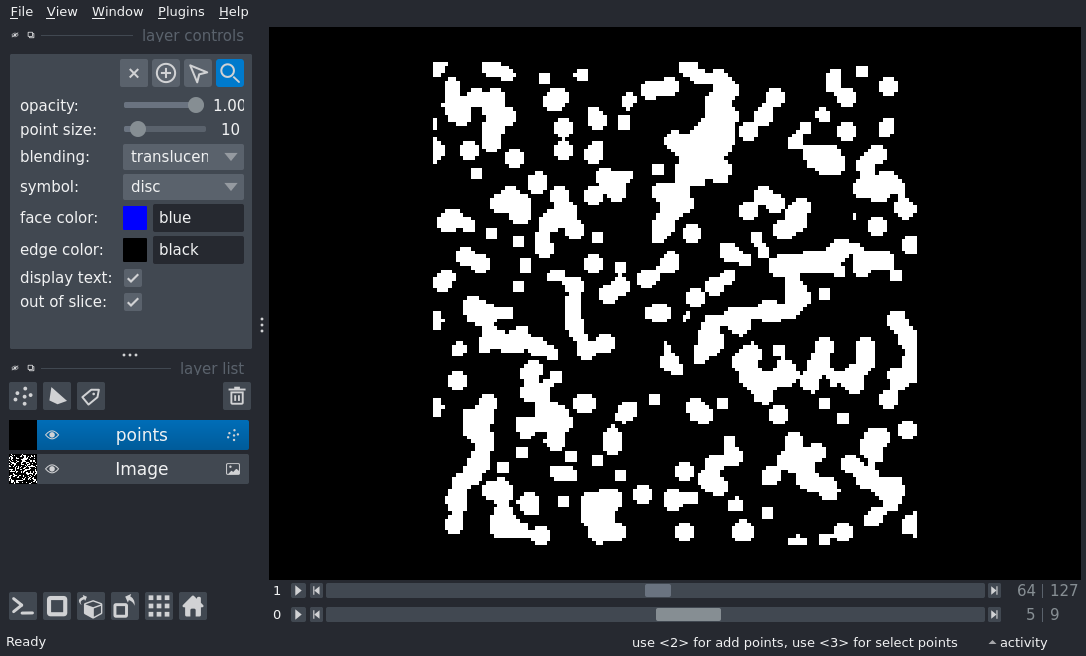 File View Window Plugins Help
layer controls
opacity: 1.00
point size: 10
blending: translucen
symbol: disc
face color: blue
edge color: black
display text:
out of slice:
layer list
points
Image
1 64 127
0 5 9
Ready use <2> for add points, use <3> for select points activity